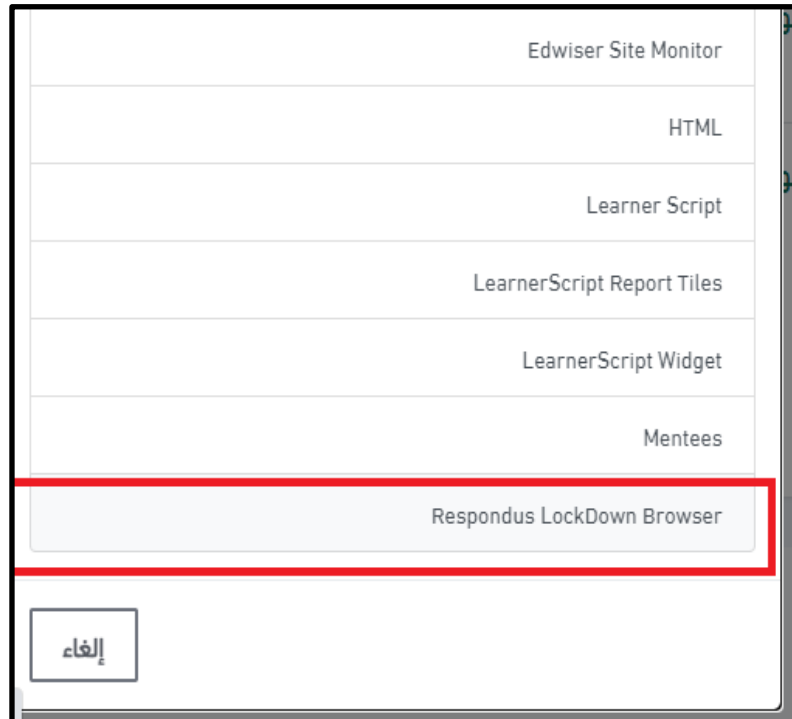 Edwiser Site Monitor
HTML
Learner Script
LearnerScript Report Tiles
LearnerScript Widget
Mentees
Respondus LockDown Browser
إلغاء